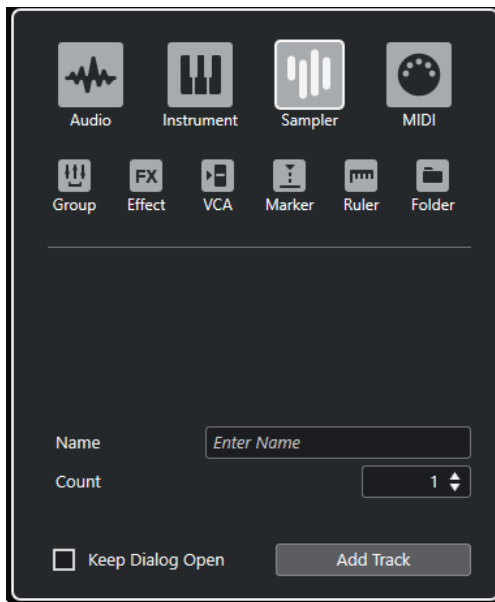 Audio Instrument Sampler MIDI
FX
Group Effect VCA Marker Ruler Folder
Name Enter Name
Count 1
Keep Dialog Open Add Track